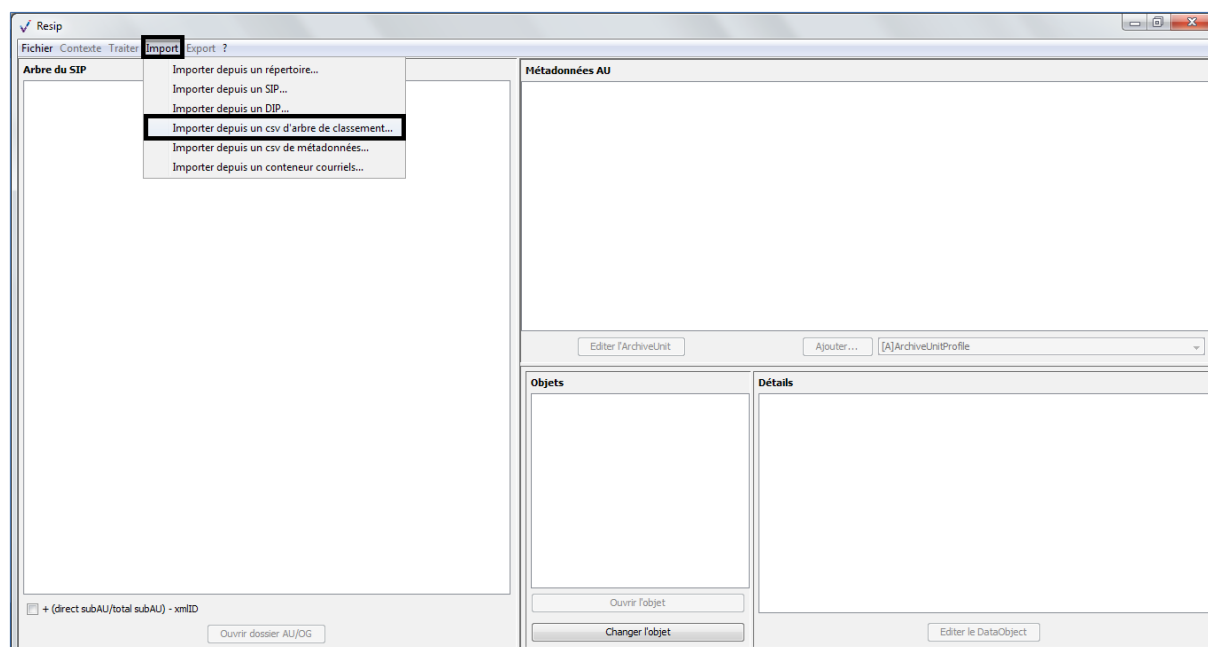 Resip
Fichier Contexte Traiter Import Export ?
Arbre du SIP
Importer depuis un répertoire...
Importer depuis un SIP...
Importer depuis un DIP...
Importer depuis un csv d'arbre de classement...
Importer depuis un csv de métadonnées...
Importer depuis un conteneur courriels...
Métadonnées AU
Editer l'ArchiveUnit
Ajouter...
[A]ArchiveUnitProfile
Objets
Détails
+ (direct subAU/total subAU) - xmlID
Ouvrir dossier AU/OG
Ouvrir l'objet
Changer l'objet
Editer le DataObject